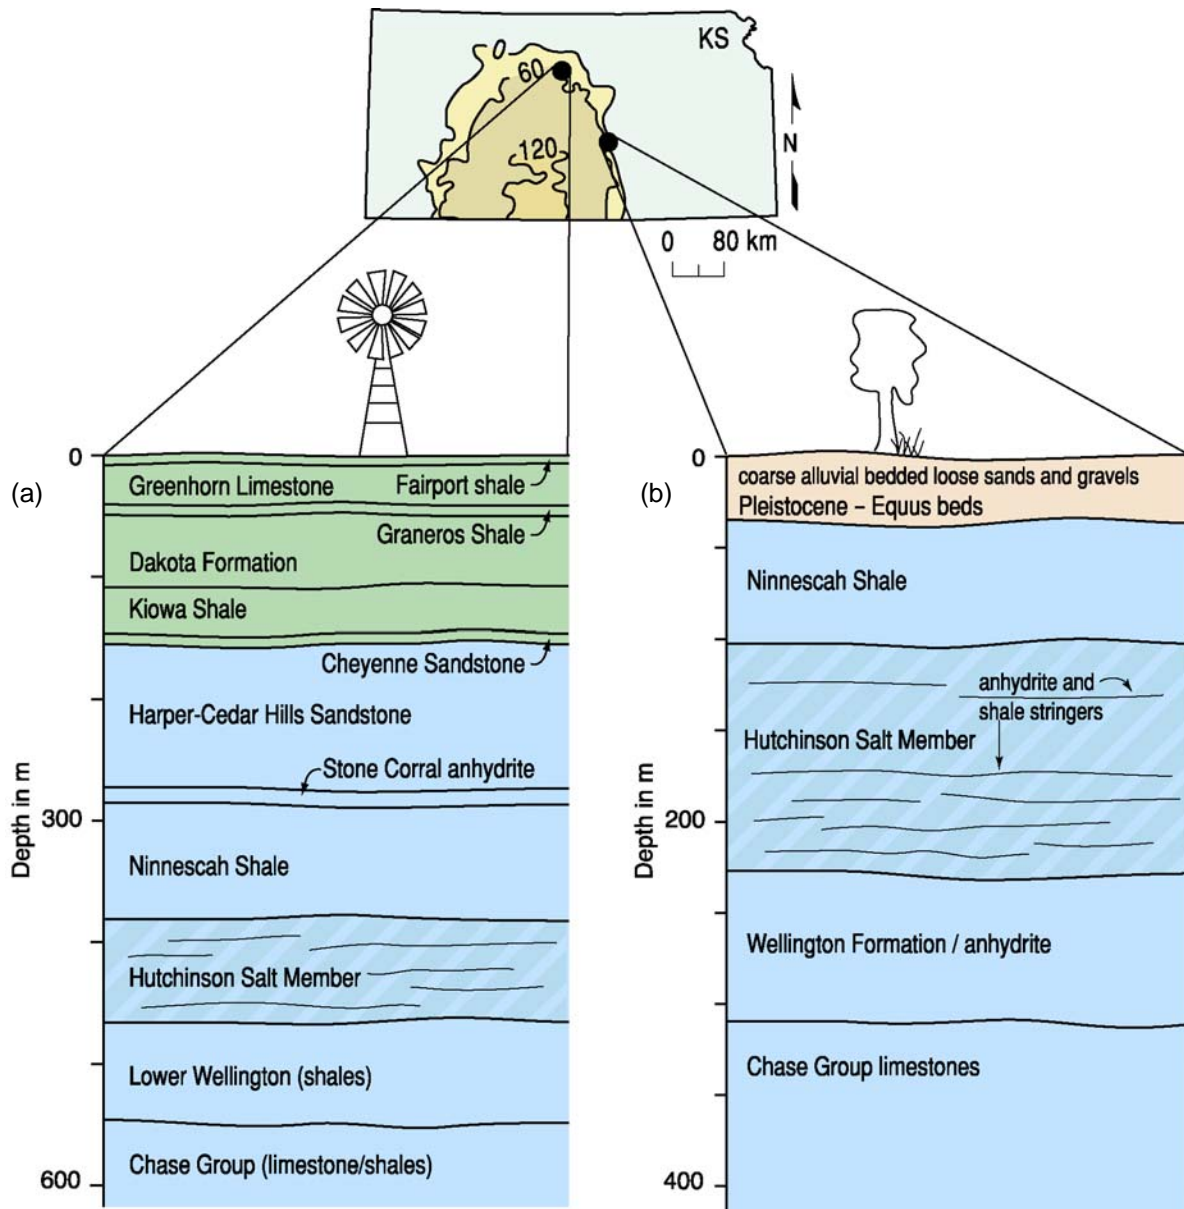 KS
0
60
120
N
0 80 km
(a)
0
300
600
Depth in m
Greenhorn Limestone
Fairport shale
Graneros Shale
Dakota Formation
Kiowa Shale
Cheyenne Sandstone
Harper-Cedar Hills Sandstone
Stone Corral anhydrite
Ninnescah Shale
Hutchinson Salt Member
Lower Wellington (shales)
Chase Group (limestone/shales)
(b)
0
200
400
Depth in m
coarse alluvial bedded loose sands and gravels
Pleistocene – Equus beds
Ninnescah Shale
anhydrite and
shale stringers
Hutchinson Salt Member
Wellington Formation / anhydrite
Chase Group limestones